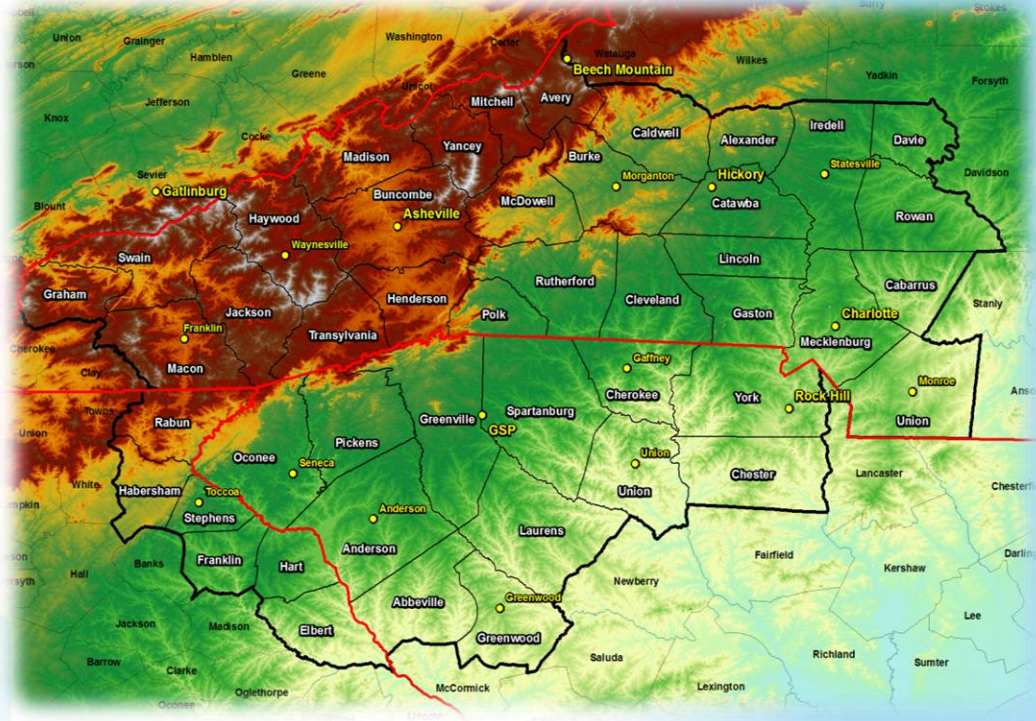 Surry
Stokes
Union
Grainger
Hamblen
Washington
Carter
Watauga
Wilkes
Yadkin
Forsyth
Greene
Unicoi
Beech Mountain
Jefferson
Knox
Cocke
Mitchell
Avery
Caldwell
Alexander
Iredell
Davie
Davidson
Madison
Yancey
Burke
Sevier
Gatlinburg
Blount
Buncombe
Asheville
McDowell
Morganton
Hickory
Statesville
Catawba
Rowan
Haywood
Waynesville
Swain
Graham
Lincoln
Cabarrus
Stanly
Rutherford
Cleveland
Gaston
Charlotte
Mecklenburg
Jackson
Henderson
Polk
Franklin
Transylvania
Macon
Cherokee
Clay
Towns
Union
Rabun
Gaffney
Cherokee
York
Rock Hill
Monroe
Union
Greenville
Spartanburg
GSP
Pickens
Oconee
Seneca
Union
Union
Chester
Lancaster
White
Habersham
Toccoa
Stephens
Anderson
Anderson
Laurens
Franklin
Hart
Banks
Hall
Fairfield
Kershaw
Newberry
Abbeville
Greenwood
Greenwood
Elbert
Jackson
Madison
Barrow
Clarke
Oglethorpe
Oconee
McCormick
Saluda
Lexington
Richland
Sumter
Lee